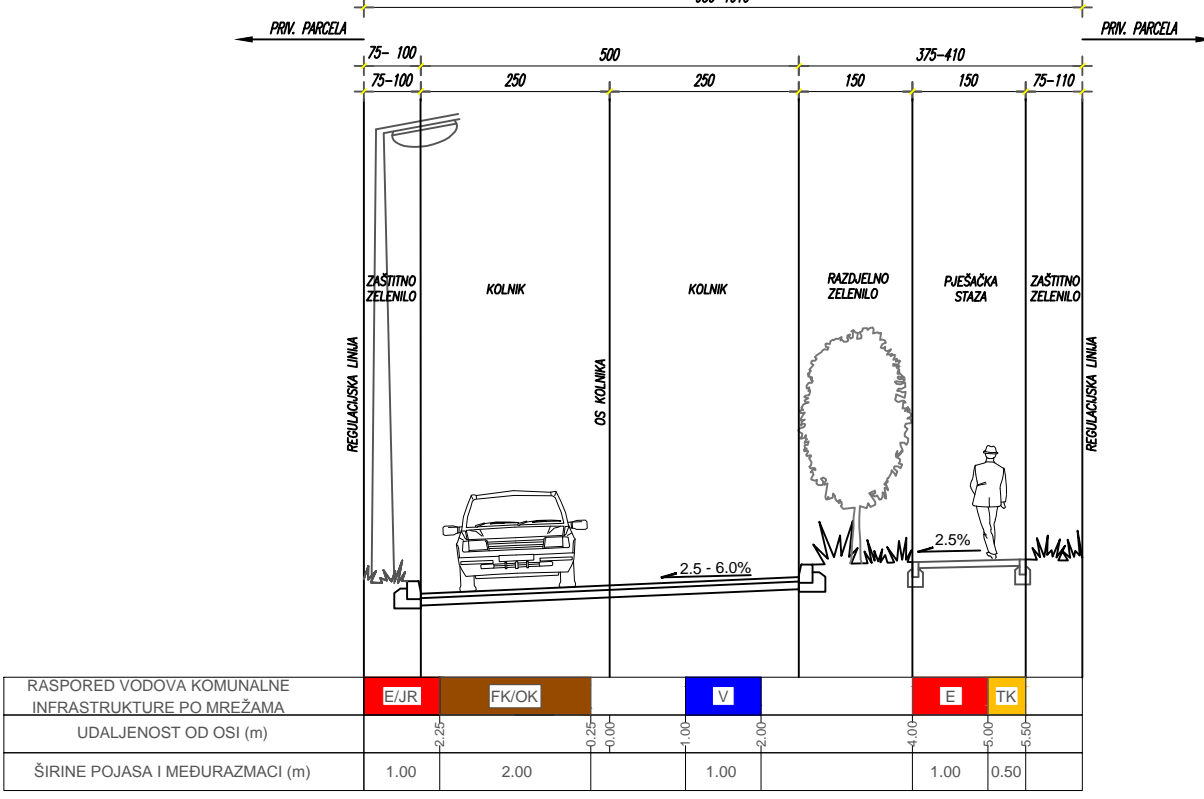 PRIV. PARCELA
PRIV. PARCELA
75- 100
500
375-410
75-100
250
250
150
150
75-110
ZAŠTITNO
ZELENILO
KOLNIK
KOLNIK
RAZDJELNO
ZELENILO
PJEŠAČKA
STAZA
ZAŠTITNO
ZELENILO
REGULACIJSKA LINIJA
OS KOLNIKA
REGULACIJSKA LINIJA
2.5 - 6.0%
2.5%
RASPORED VODOVA KOMUNALNE
INFRASTRUKTURE PO MREŽAMA
E/JR
FK/OK
V
E
TK
UDALJENOST OD OSI (m)
2.25
0.25
0.00
1.00
2.00
4.00
5.00
5.50
ŠIRINE POJASA I MEĐURAZMACI (m)
1.00
2.00
1.00
1.00
0.50